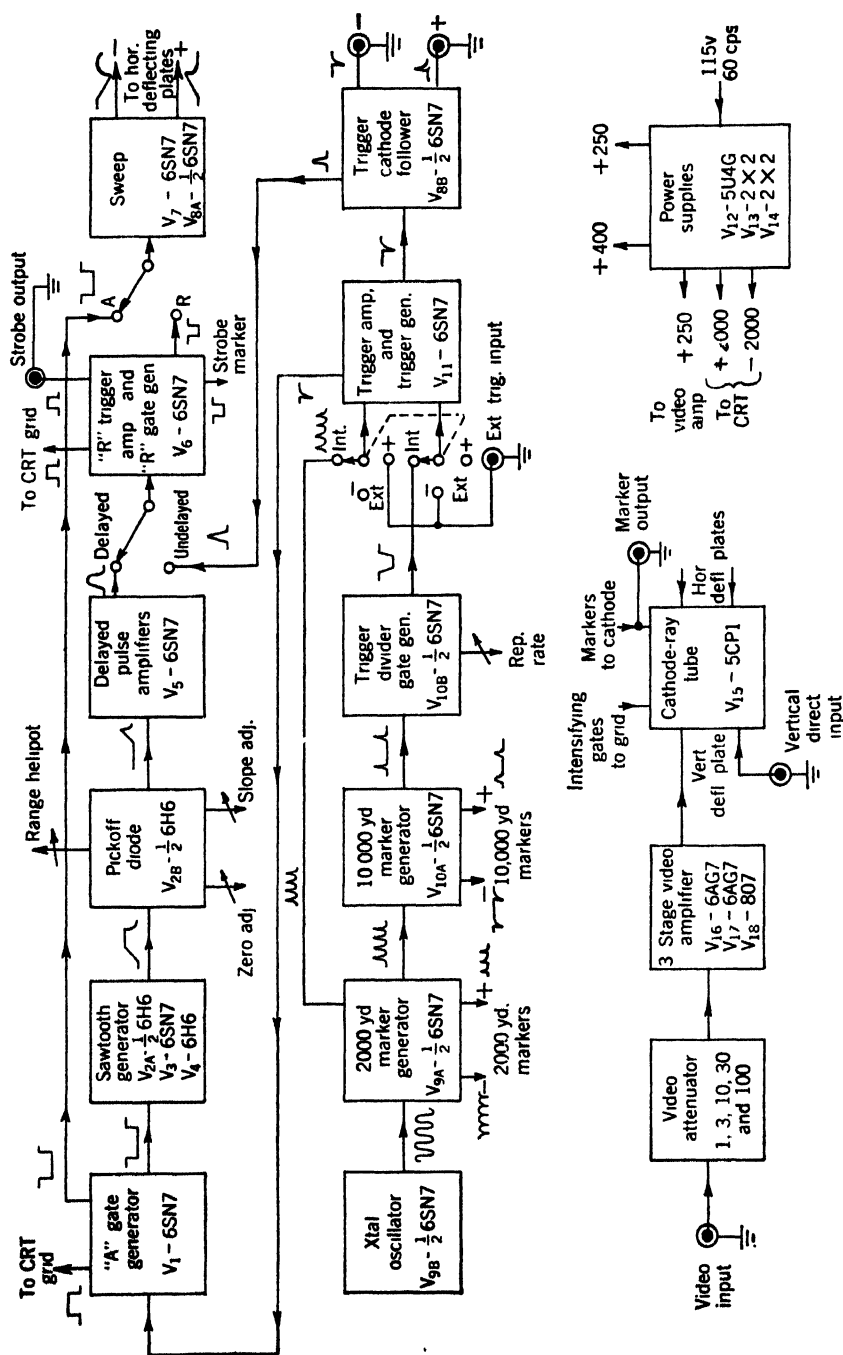 To CRT
grid
"A" gate
generator
V1 – 6SN7
Sawtooth
generator
V2A – 1/2 6H6
V3 – 6SN7
V4 – 6H6
Range helipot
Pickoff
diode
V2B – 1/2 6H6
Zero adj
Slope adj.
Delayed
pulse
amplifiers
V5 – 6SN7
Delayed
Undelayed
To CRT grid
Strobe output
"R" trigger
amp and
"R" gate gen
V6 – 6SN7
Strobe
marker
A
R
Sweep
V7 – 6SN7
V8A – 1/2 6SN7
To hor.
deflecting
plates
−
+
Xtal
oscillator
V9B – 1/2 6SN7
2000 yd
marker
generator
V9A – 1/2 6SN7
− +
2000 yd.
markers
10 000 yd
marker
generator
V10A – 1/2 6SN7
− +
10,000 yd
markers
Trigger
divider
gate gen.
V10B – 1/2 6SN7
Rep.
rate
Int.
−
Ext
+
Int
−
Ext
+
Ext trig. input
Trigger amp,
and
trigger gen.
V11 – 6SN7
Trigger
cathode
follower
V8B – 1/2 6SN7
−
+
Video
input
Video
attenuator
1, 3, 10, 30
and 100
3 Stage video
amplifier
V16 – 6AG7
V17 – 6AG7
V18 – 807
Intensifying
gates
to grid
Markers
to cathode
Marker
output
Vert
defl plate
Cathode-ray
tube
V15 – 5CP1
Hor
defl plates
Vertical
direct
input
To
video
amp
+250
To
CRT
+2000
− 2000
+400
+250
Power
supplies
V12 – 5U4G
V13 – 2 X 2
V14 – 2 X 2
115v
60 cps